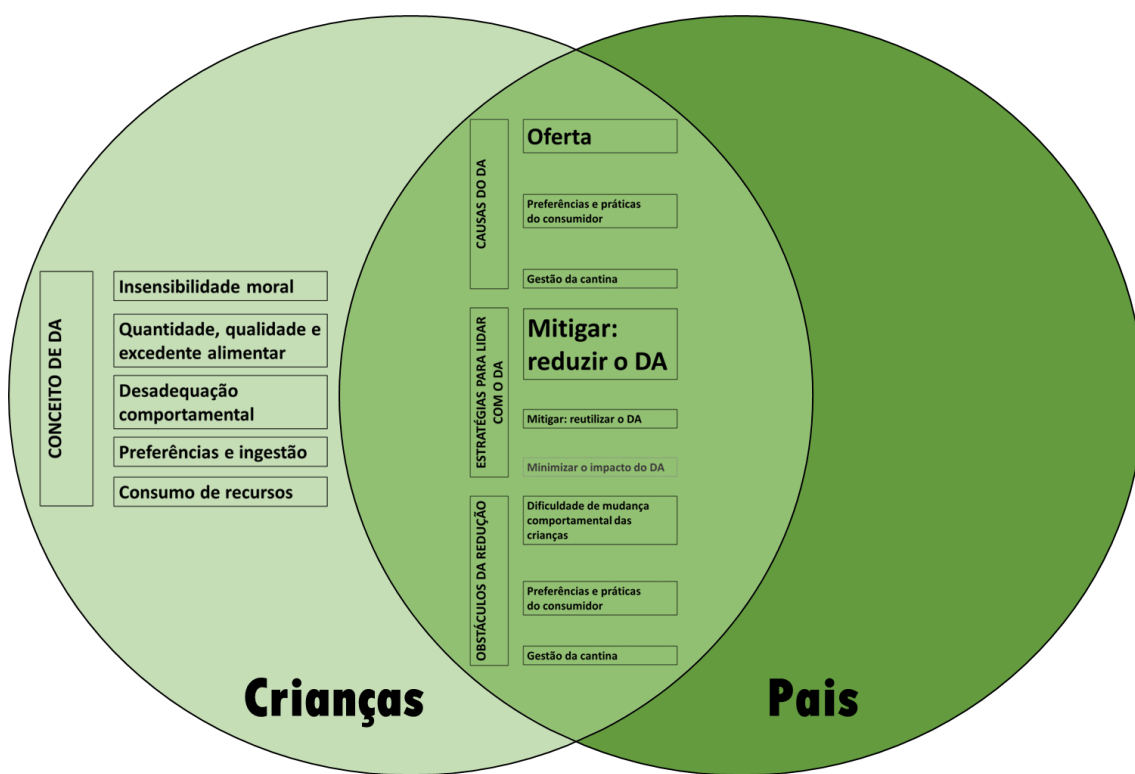 CONCEITO DE DA
Insensibilidade moral
Quantidade, qualidade e
excedente alimentar
Desadequação
comportamental
Preferências e ingestão
Consumo de recursos
CAUSAS DO DA
Oferta
Preferências e práticas
do consumidor
Gestão da cantina
ESTRATÉGIAS PARA LIDAR
COM O DA
Mitigar:
reduzir o DA
Mitigar: reutilizar o DA
Minimizar o impacto do DA
OBSTÁCULOS DA REDUÇÃO
Dificuldade de mudança
comportamental das
crianças
Preferências e práticas
do consumidor
Gestão da cantina
Crianças
Pais